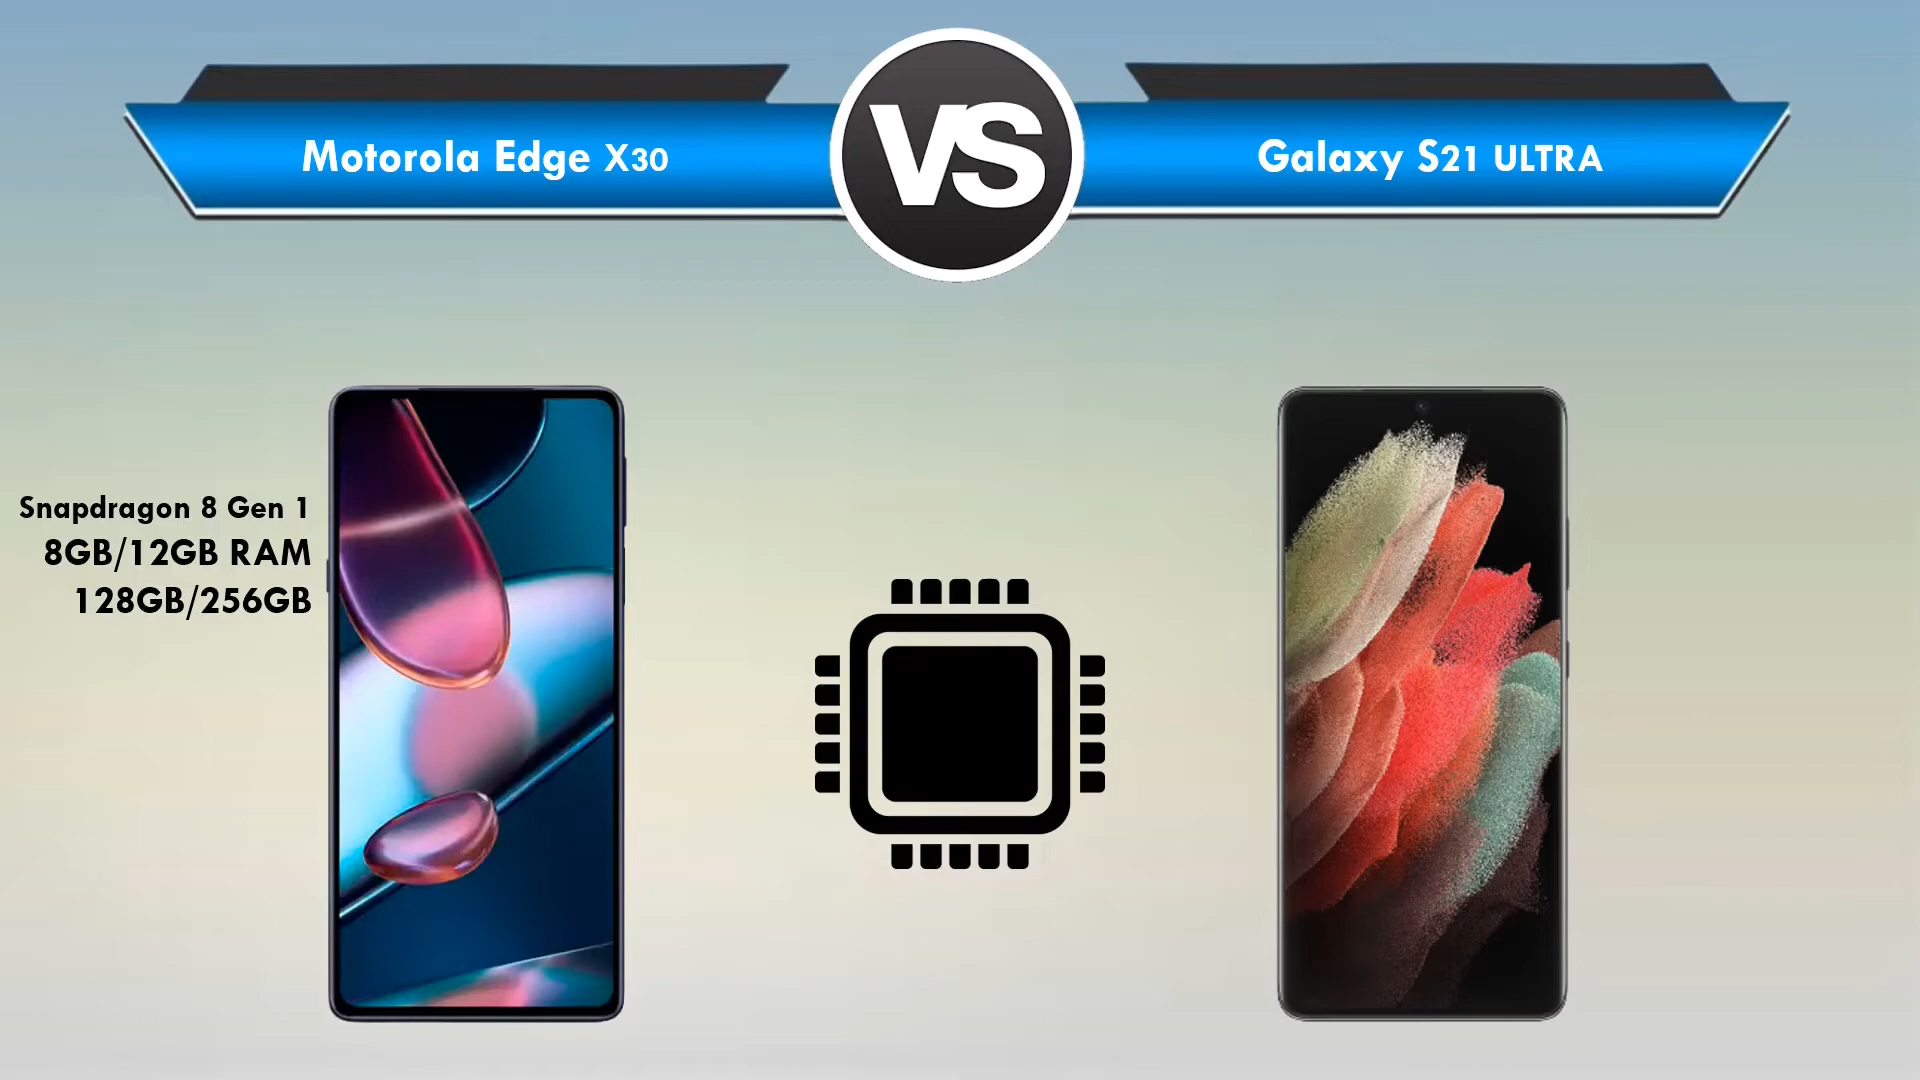 Motorola Edge X30
VS
Galaxy S21 ULTRA
Snapdragon 8 Gen 1
8GB/12GB RAM
128GB/256GB